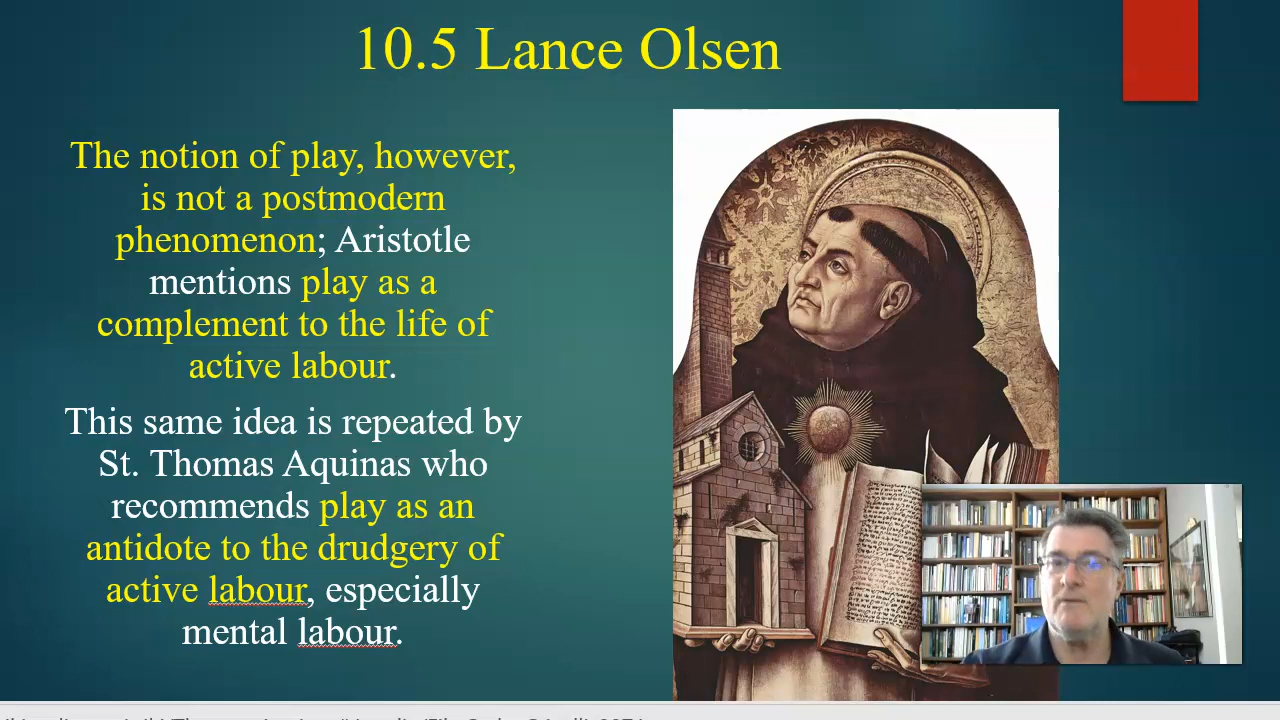 10.5 Lance Olsen
The notion of play, however,
is not a postmodern
phenomenon; Aristotle
mentions play as a
complement to the life of
active labour.
This same idea is repeated by
St. Thomas Aquinas who
recommends play as an
antidote to the drudgery of
active labour, especially
mental labour.